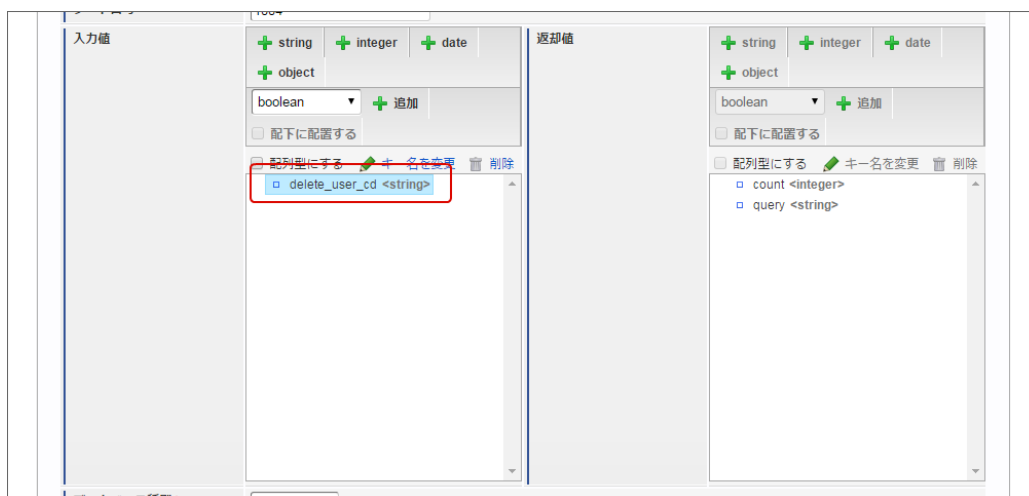 入力値
string integer date
object
boolean 追加
配下に配置する
配列型にする キー名を変更 削除
delete_user_cd <string>
返却値
string integer date
object
boolean 追加
配下に配置する
配列型にする キー名を変更 削除
count <integer>
query <string>